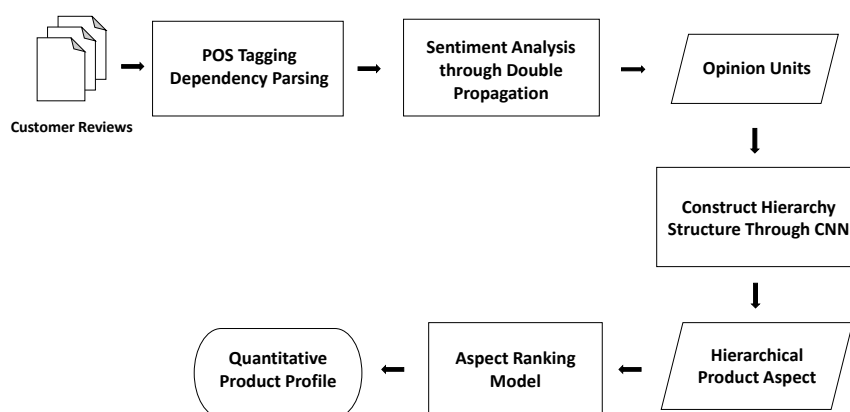 Customer Reviews
POS Tagging
Dependency Parsing
Sentiment Analysis
through Double
Propagation
Opinion Units
Construct Hierarchy
Structure Through CNN
Hierarchical
Product Aspect
Aspect Ranking
Model
Quantitative
Product Profile